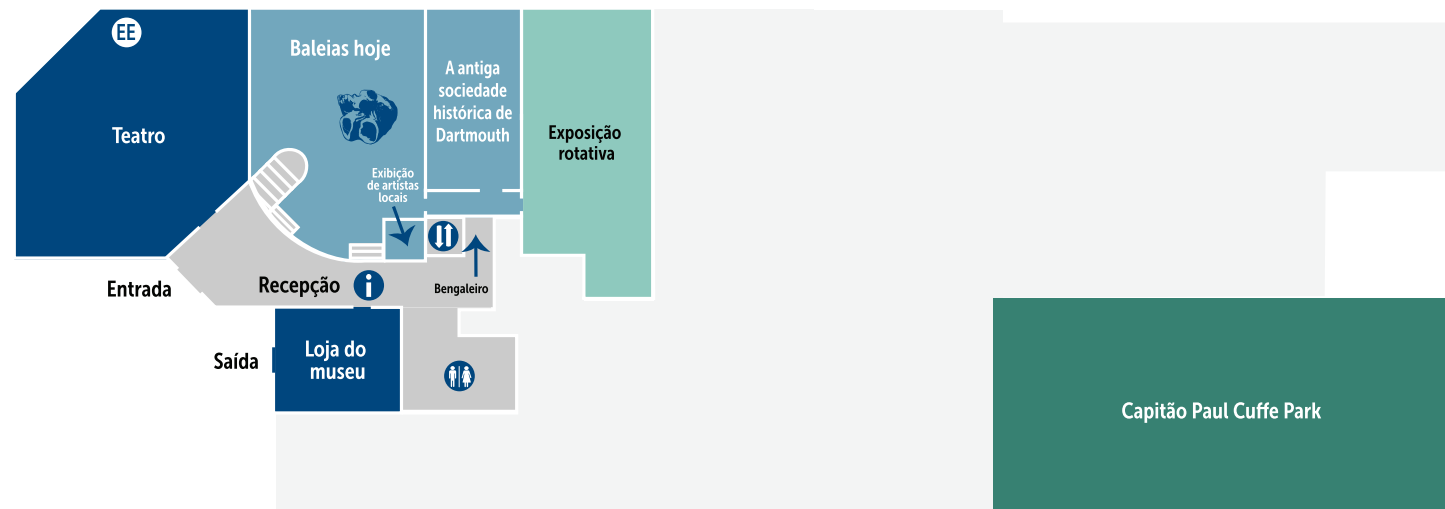 EE
Teatro
Baleias hoje
A antiga
sociedade
histórica de
Dartmouth
Exposição
rotativa
Exibição
de artistas
locais
Entrada
Recepção
i
Bengaleiro
Saída
Loja do
museu
Capitão Paul Cuffe Park